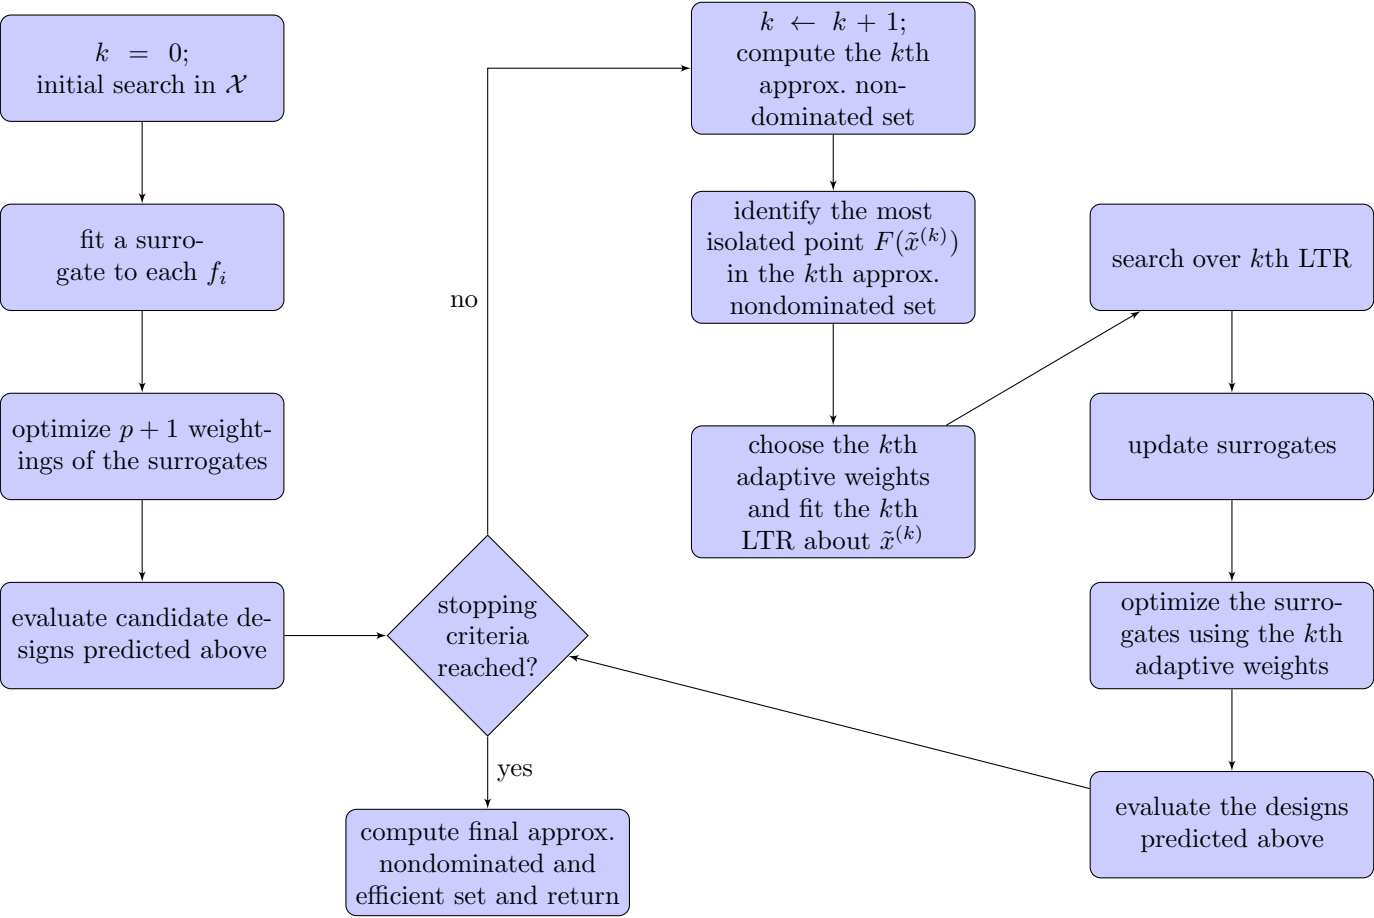 k = 0;
initial search in 𝒳
fit a surro-
gate to each fᵢ
optimize p + 1 weight-
ings of the surrogates
evaluate candidate de-
signs predicted above
stopping
criteria
reached?
no
yes
compute final approx.
nondominated and
efficient set and return
k ← k + 1;
compute the kth
approx. non-
dominated set
identify the most
isolated point F(x̃⁽ᵏ⁾)
in the kth approx.
nondominated set
choose the kth
adaptive weights
and fit the kth
LTR about x̃⁽ᵏ⁾
search over kth LTR
update surrogates
optimize the surro-
gates using the kth
adaptive weights
evaluate the designs
predicted above